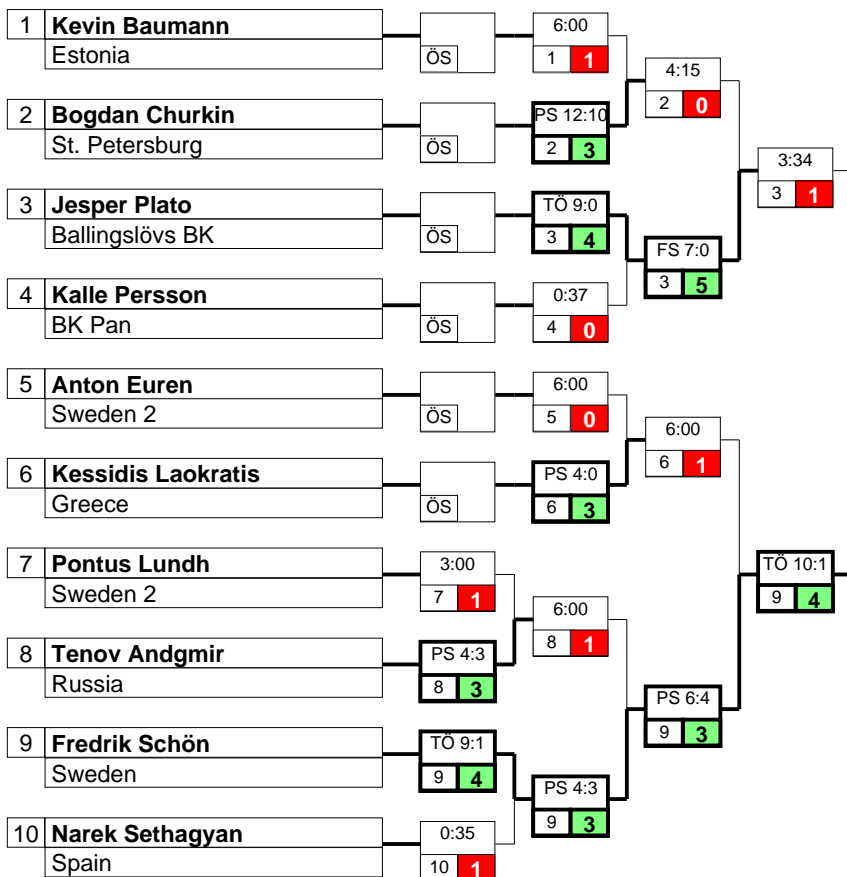 1 Kevin Baumann
Estonia
ÖS
6:00
1 1
4:15
2 0
2 Bogdan Churkin
St. Petersburg
ÖS
PS 12:10
2 3
3:34
3 1
3 Jesper Plato
Ballingslövs BK
ÖS
TÖ 9:0
3 4
FS 7:0
3 5
4 Kalle Persson
BK Pan
ÖS
0:37
4 0
5 Anton Euren
Sweden 2
ÖS
6:00
5 0
6:00
6 1
6 Kessidis Laokratis
Greece
ÖS
PS 4:0
6 3
7 Pontus Lundh
Sweden 2
3:00
7 1
TÖ 10:1
9 4
6:00
8 1
8 Tenov Andgmir
Russia
PS 4:3
8 3
PS 6:4
9 3
9 Fredrik Schön
Sweden
TÖ 9:1
9 4
PS 4:3
9 3
10 Narek Sethagyan
Spain
0:35
10 1